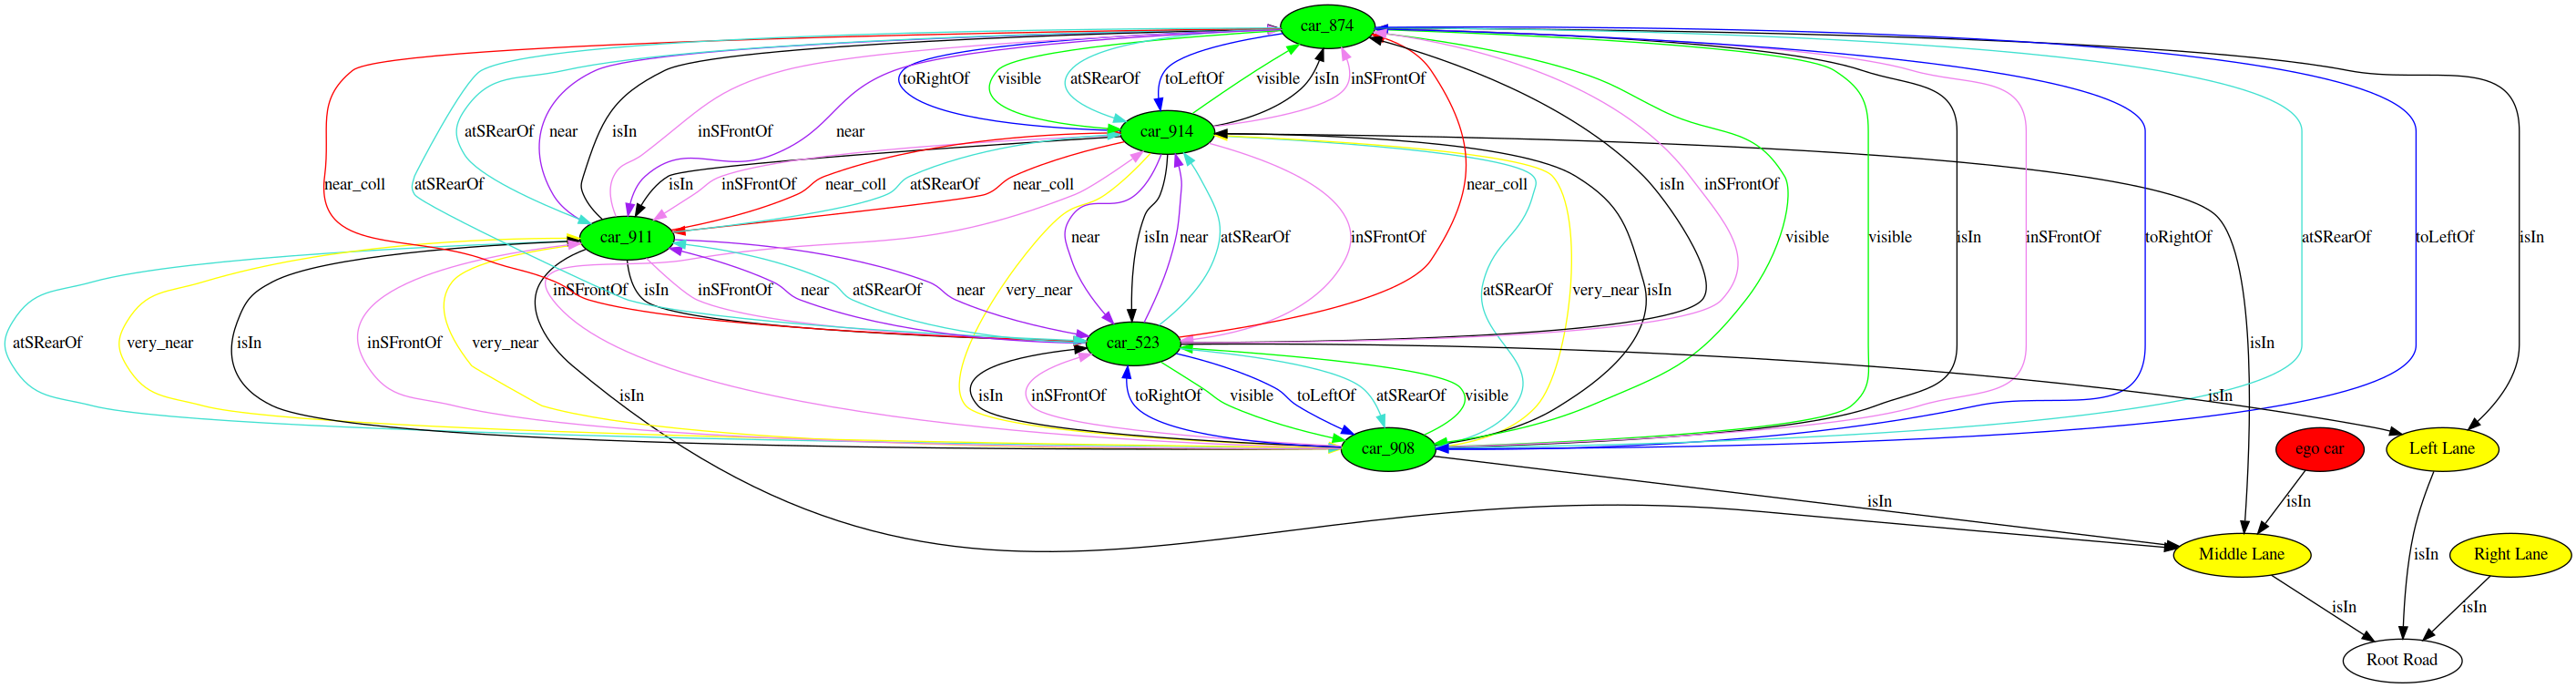 car_874
toRightOf visible atSRearOf toLeftOf visible isIn inSFrontOf
atSRearOf near isIn inSFrontOf near car_914
near_coll atSRearOf isIn inSFrontOf near_coll atSRearOf near_coll near_coll isIn inSFrontOf
car_911 near isIn near atSRearOf inSFrontOf visible visible isIn inSFrontOf toRightOf atSRearOf toLeftOf isIn
inSFrontOf isIn inSFrontOf near atSRearOf near very_near atSRearOf very_near isIn
atSRearOf very_near isIn inSFrontOf very_near car_523 isIn
isIn isIn inSFrontOf toRightOf visible toLeftOf atSRearOf visible isIn
car_908 ego car Left Lane
isIn isIn
Middle Lane isIn Right Lane
isIn isIn
Root Road